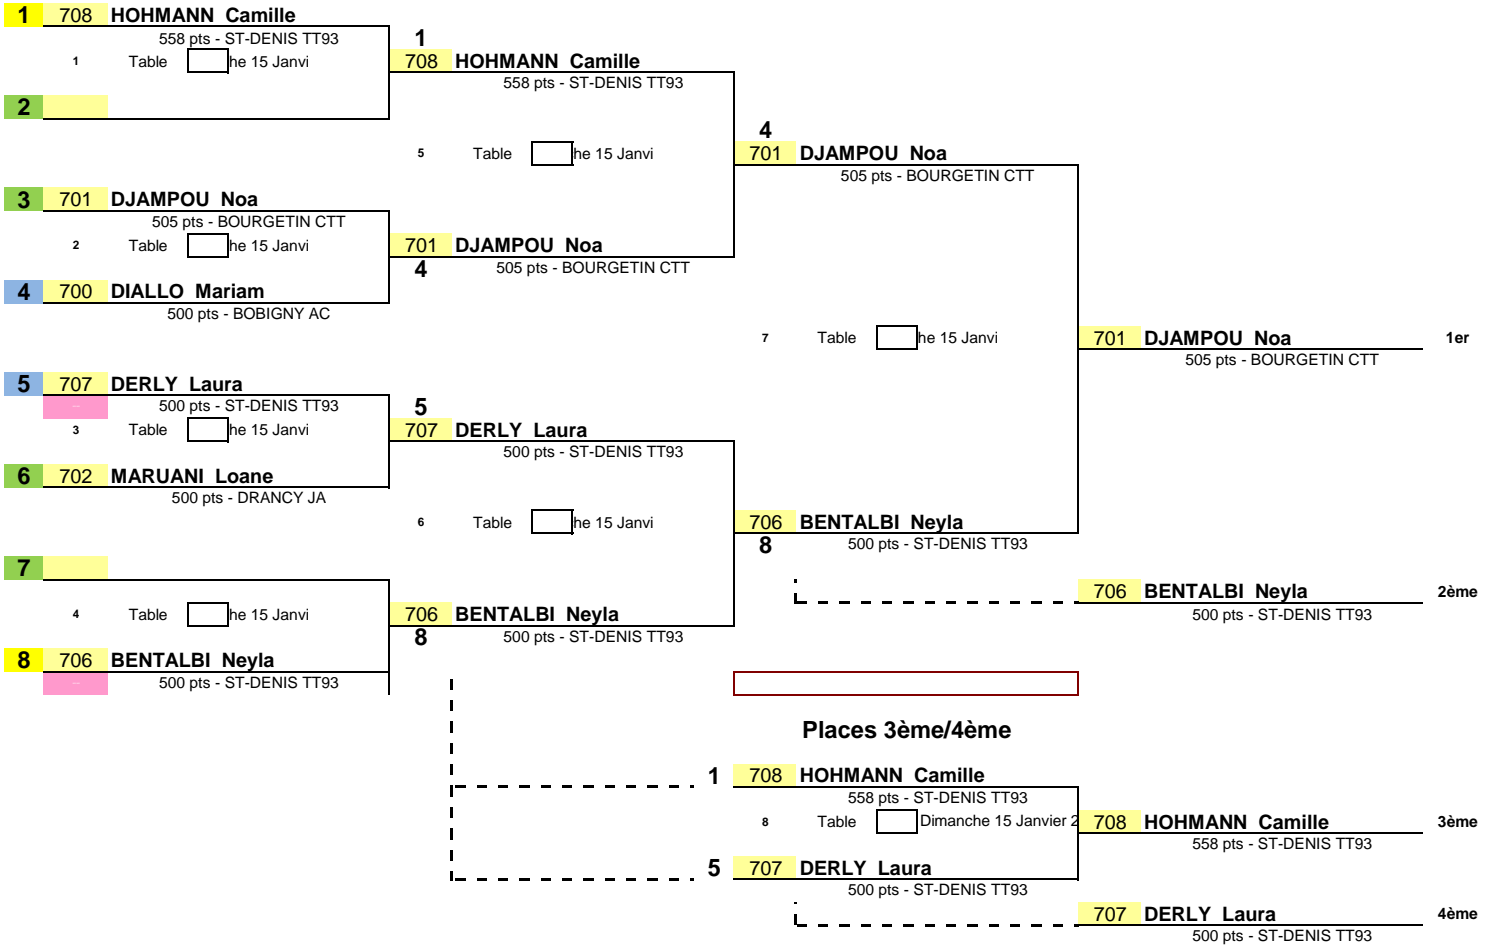 1 708 HOHMANN Camille
558 pts - ST-DENIS TT93
1 Table he 15 Janvi
1
708 HOHMANN Camille
558 pts - ST-DENIS TT93
2
4
5 Table he 15 Janvi
701 DJAMPOU Noa
505 pts - BOURGETIN CTT
3 701 DJAMPOU Noa
505 pts - BOURGETIN CTT
2 Table he 15 Janvi
701 DJAMPOU Noa
4
505 pts - BOURGETIN CTT
4 700 DIALLO Mariam
500 pts - BOBIGNY AC
7 Table he 15 Janvi
701 DJAMPOU Noa 1er
505 pts - BOURGETIN CTT
5 707 DERLY Laura
-- 500 pts - ST-DENIS TT93
3 Table he 15 Janvi
5
707 DERLY Laura
500 pts - ST-DENIS TT93
6 702 MARUANI Loane
500 pts - DRANCY JA
6 Table he 15 Janvi
706 BENTALBI Neyla
8
500 pts - ST-DENIS TT93
7
706 BENTALBI Neyla 2ème
500 pts - ST-DENIS TT93
4 Table he 15 Janvi
706 BENTALBI Neyla
8
500 pts - ST-DENIS TT93
8 706 BENTALBI Neyla
-- 500 pts - ST-DENIS TT93
Places 3ème/4ème
1 708 HOHMANN Camille
558 pts - ST-DENIS TT93
8 Table Dimanche 15 Janvier 2
708 HOHMANN Camille 3ème
558 pts - ST-DENIS TT93
5 707 DERLY Laura
500 pts - ST-DENIS TT93
707 DERLY Laura 4ème
500 pts - ST-DENIS TT93